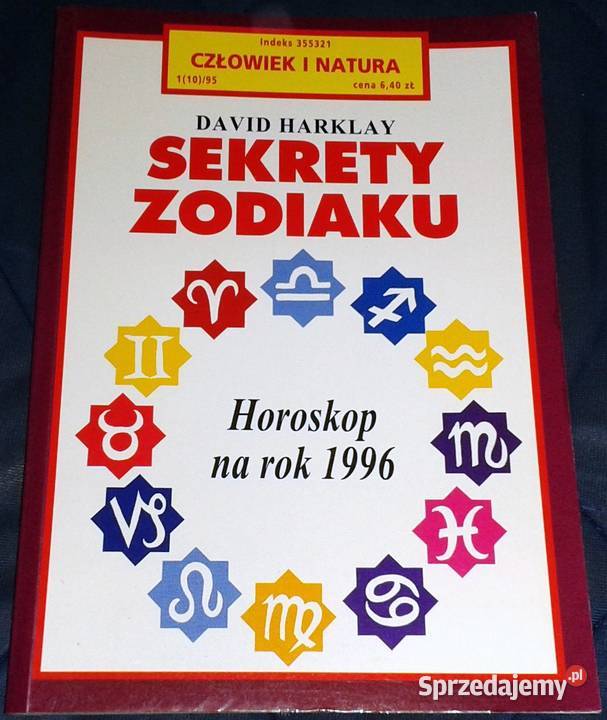 Indeks 355321
CZŁOWIEK I NATURA
1(10)/95 cena 6,40 zł
DAVID HARKLAY
SEKRETY
ZODIAKU
Horoskop
na rok 1996
Sprzedajemy.pl